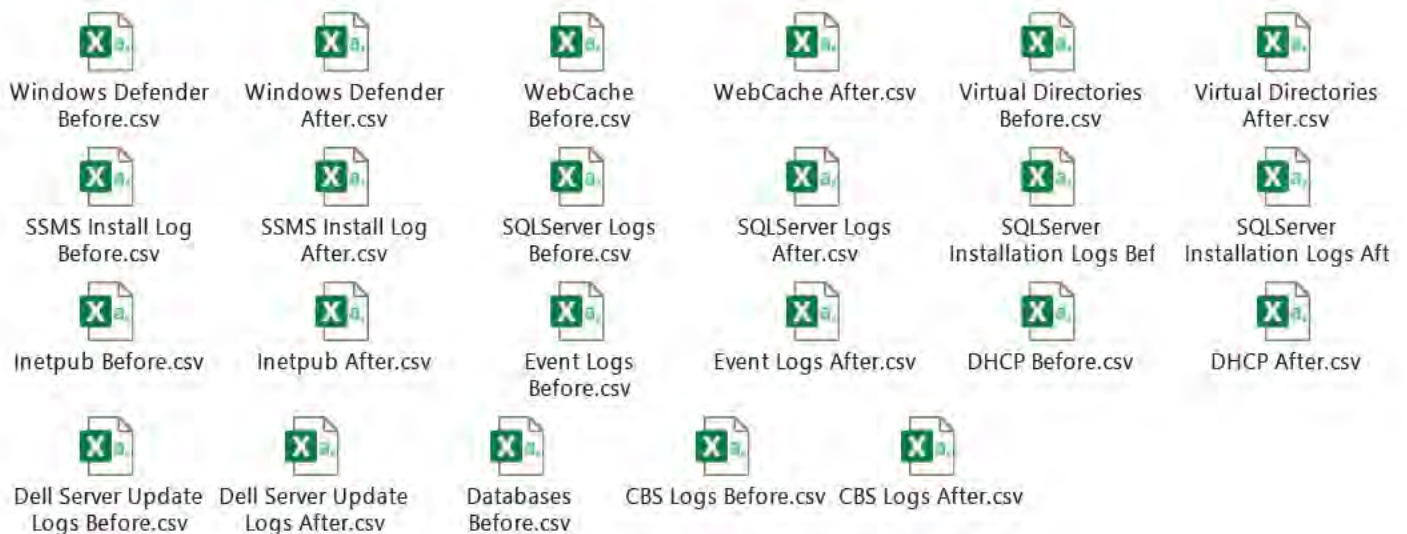 Windows Defender
Before.csv
Windows Defender
After.csv
WebCache
Before.csv
WebCache After.csv
Virtual Directories
Before.csv
Virtual Directories
After.csv
SSMS Install Log
Before.csv
SSMS Install Log
After.csv
SQLServer Logs
Before.csv
SQLServer Logs
After.csv
SQLServer
Installation Logs Bef
SQLServer
Installation Logs Aft
Inetpub Before.csv
Inetpub After.csv
Event Logs
Before.csv
Event Logs After.csv
DHCP Before.csv
DHCP After.csv
Dell Server Update
Logs Before.csv
Dell Server Update
Logs After.csv
Databases
Before.csv
CBS Logs Before.csv
CBS Logs After.csv